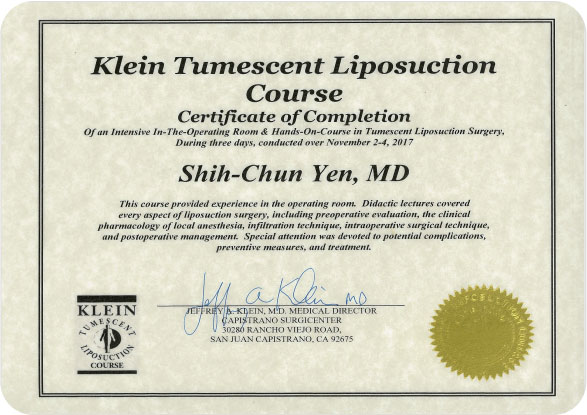 Klein Tumescent Liposuction
Course
Certificate of Completion
Of an Intensive In-The-Operating Room & Hands-On-Course in Tumescent Liposuction Surgery,
During three days, conducted over November 2-4, 2017
Shih-Chun Yen, MD
This course provided experience in the operating room. Didactic lectures covered
every aspect of liposuction surgery, including preoperative evaluation, the clinical
pharmacology of local anesthesia, infiltration technique, intraoperative surgical technique,
and postoperative management. Special attention was devoted to potential complications,
preventive measures, and treatment.
Jeff A Klein MD
JEFFREY A. KLEIN, M.D. MEDICAL DIRECTOR
CAPISTRANO SURGICENTER
30280 RANCHO VIEJO ROAD,
SAN JUAN CAPISTRANO, CA 92675
KLEIN
TUMESCENT
LIPOSUCTION
COURSE